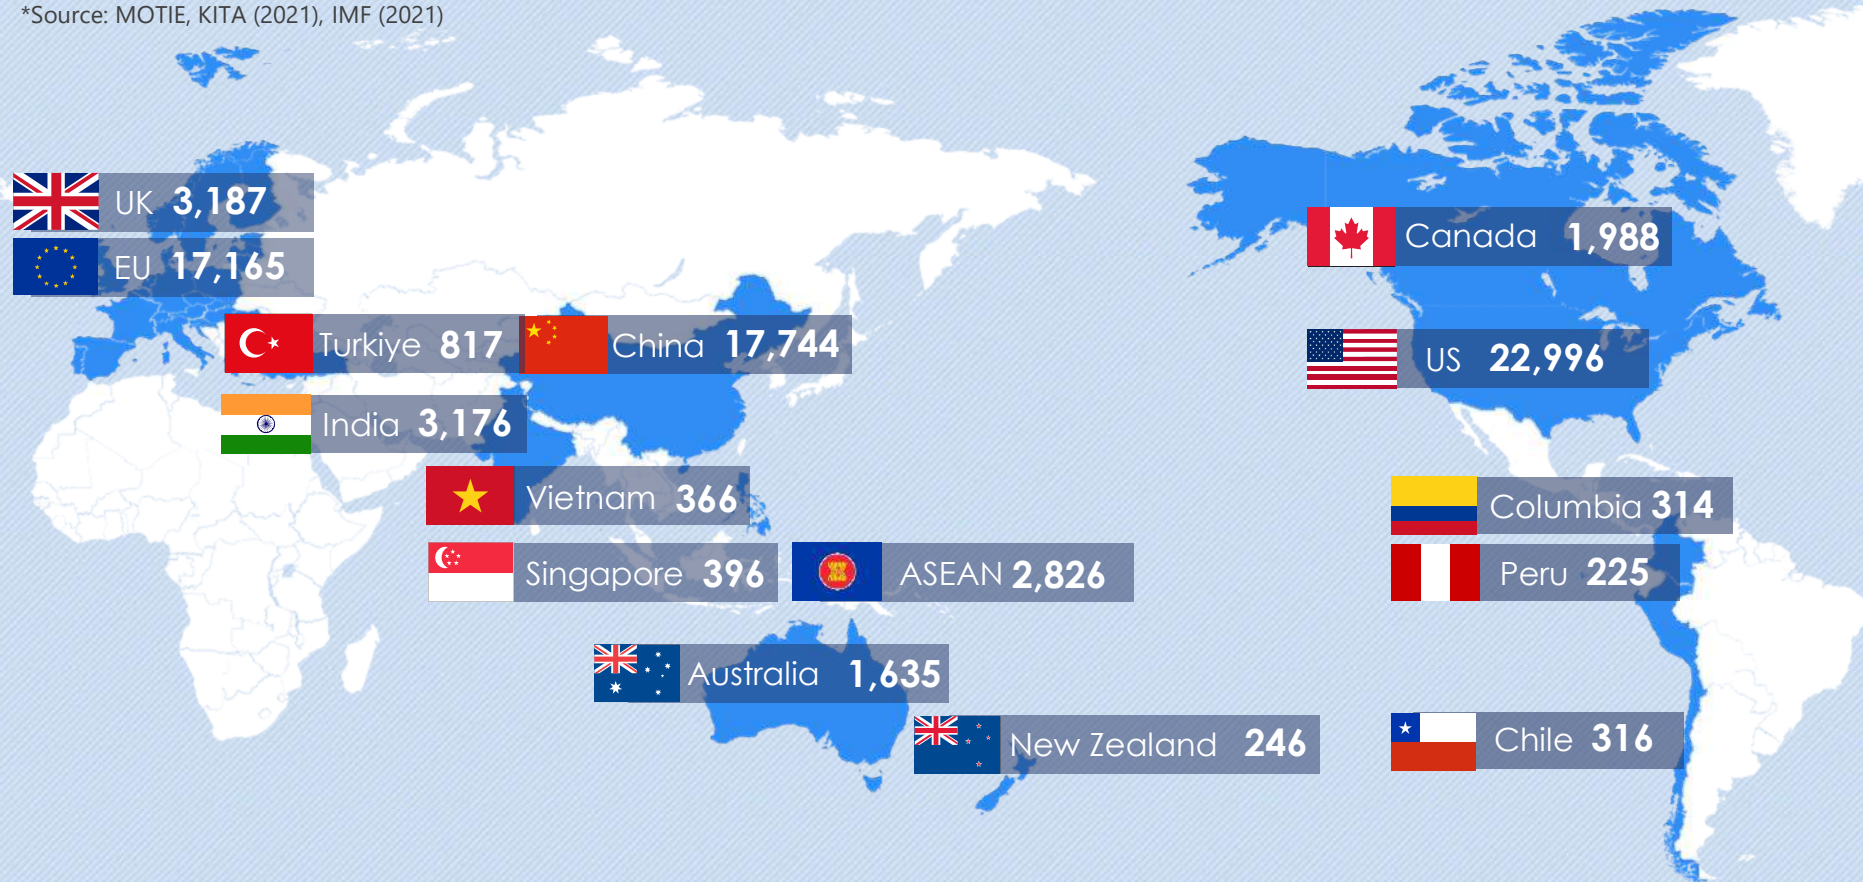 *Source: MOTIE, KITA (2021), IMF (2021)
UK 3,187
EU 17,165
Turkiye 817
China 17,744
India 3,176
Vietnam 366
Singapore 396
ASEAN 2,826
Australia 1,635
New Zealand 246
Canada 1,988
US 22,996
Columbia 314
Peru 225
Chile 316